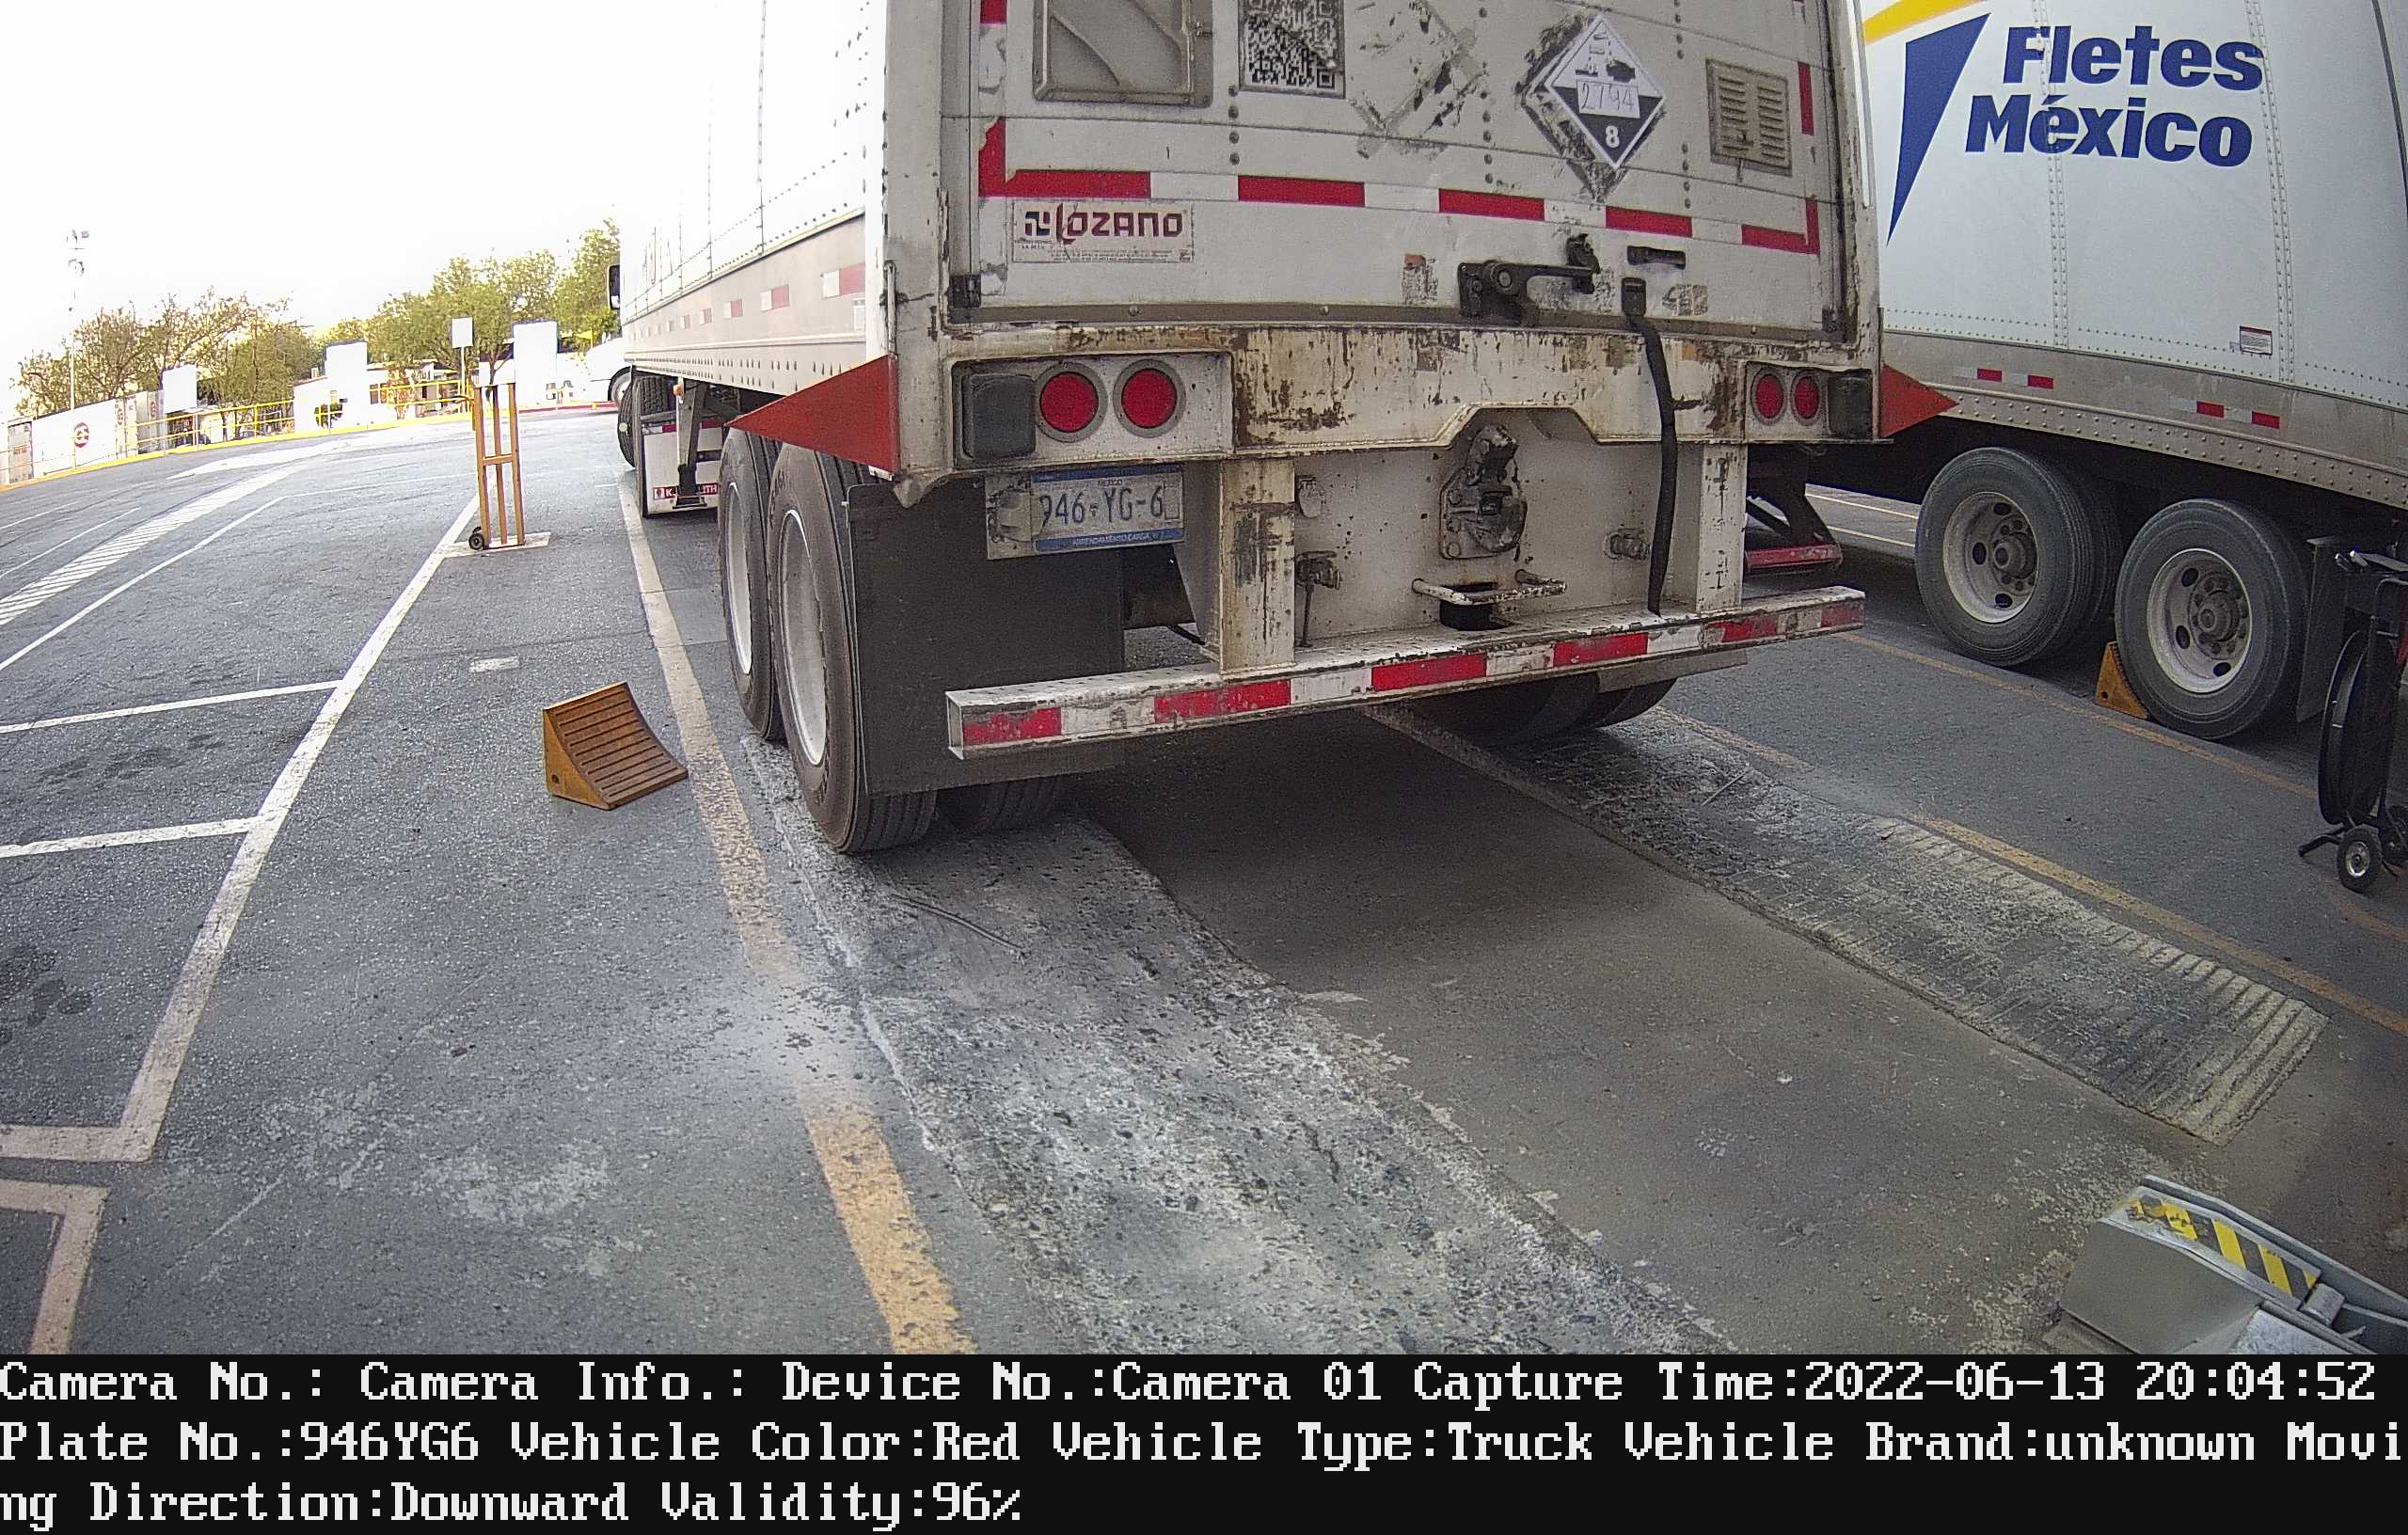 Fletes
México
2794
8
LOZANO
946-YG-6
Camera No.: Camera Info.: Device No.:Camera 01 Capture Time:2022-06-13 20:04:52
Plate No.:946YG6 Vehicle Color:Red Vehicle Type:Truck Vehicle Brand:unknown Movi
ng Direction:Downward Validity:96%